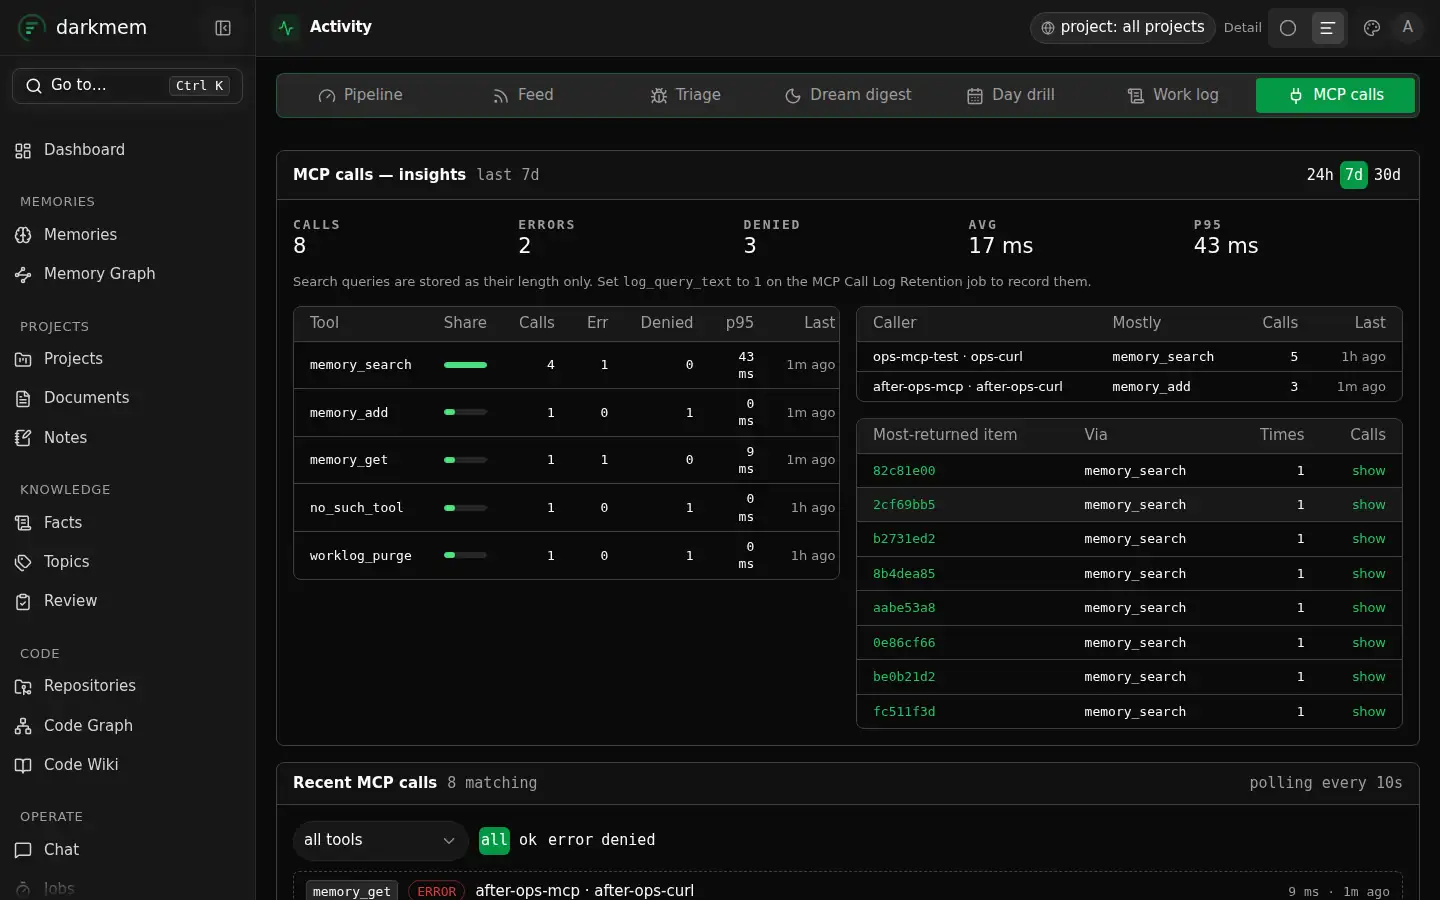 darkmem
Go to...
Ctrl K
Dashboard
MEMORIES
Memories
Memory Graph
PROJECTS
Projects
Documents
Notes
KNOWLEDGE
Facts
Topics
Review
CODE
Repositories
Code Graph
Code Wiki
OPERATE
Chat
Jobs
Activity
project: all projects
Detail
A
Pipeline Feed Triage Dream digest Day drill Work log MCP calls
MCP calls — insights last 7d
24h 7d 30d
CALLS ERRORS DENIED AVG P95
8 2 3 17 ms 43 ms
Search queries are stored as their length only. Set log_query_text to 1 on the MCP Call Log Retention job to record them.
Tool Share Calls Err Denied p95 Last
memory_search 4 1 0 43 ms 1m ago
memory_add 1 0 1 0 ms 1m ago
memory_get 1 1 0 9 ms 1m ago
no_such_tool 1 0 1 0 ms 1h ago
worklog_purge 1 0 1 0 ms 1h ago
Caller Mostly Calls Last
ops-mcp-test · ops-curl memory_search 5 1h ago
after-ops-mcp · after-ops-curl memory_add 3 1m ago
Most-returned item Via Times Calls
82c81e00 memory_search 1 show
2cf69bb5 memory_search 1 show
b2731ed2 memory_search 1 show
8b4dea85 memory_search 1 show
aabe53a8 memory_search 1 show
0e86cf66 memory_search 1 show
be0b21d2 memory_search 1 show
fc511f3d memory_search 1 show
Recent MCP calls 8 matching
polling every 10s
all tools
all ok error denied
memory_get ERROR after-ops-mcp · after-ops-curl 9 ms · 1m ago